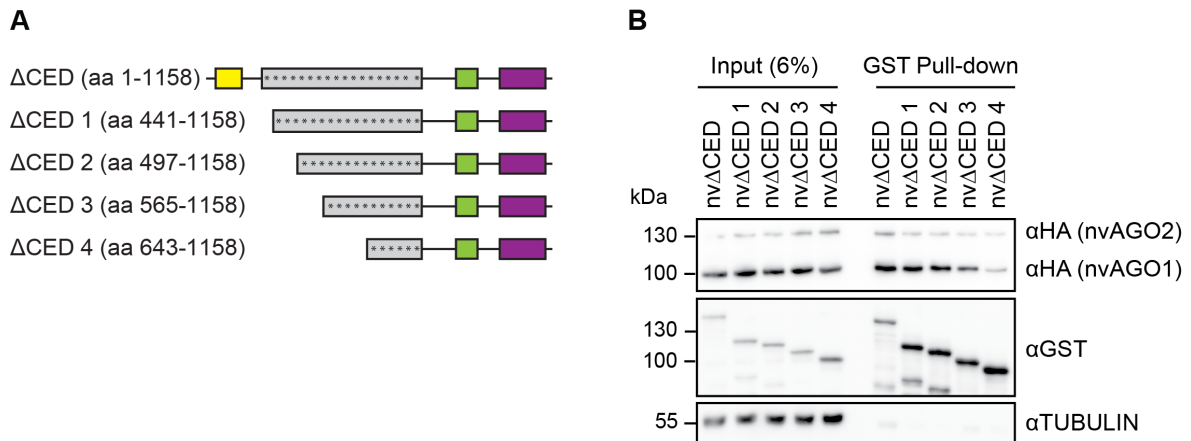 A
ΔCED (aa 1-1158)
ΔCED 1 (aa 441-1158)
ΔCED 2 (aa 497-1158)
ΔCED 3 (aa 565-1158)
ΔCED 4 (aa 643-1158)
B
Input (6%) GST Pull-down
nvΔCED
nvΔCED 1
nvΔCED 2
nvΔCED 3
nvΔCED 4
nvΔCED
nvΔCED 1
nvΔCED 2
nvΔCED 3
nvΔCED 4
kDa
130
αHA (nvAGO2)
100
αHA (nvAGO1)
130
100
αGST
55
αTUBULIN